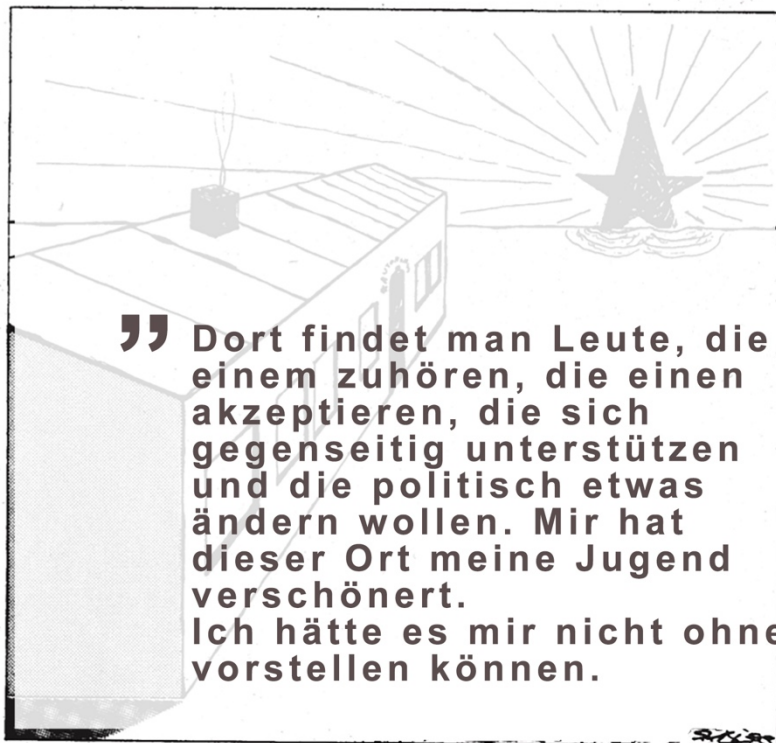 ” Dort findet man Leute, die
einem zuhören, die einen
akzeptieren, die sich
gegenseitig unterstützen
und die politisch etwas
ändern wollen. Mir hat
dieser Ort meine Jugend
verschönert.
Ich hätte es mir nicht ohne
vorstellen können.